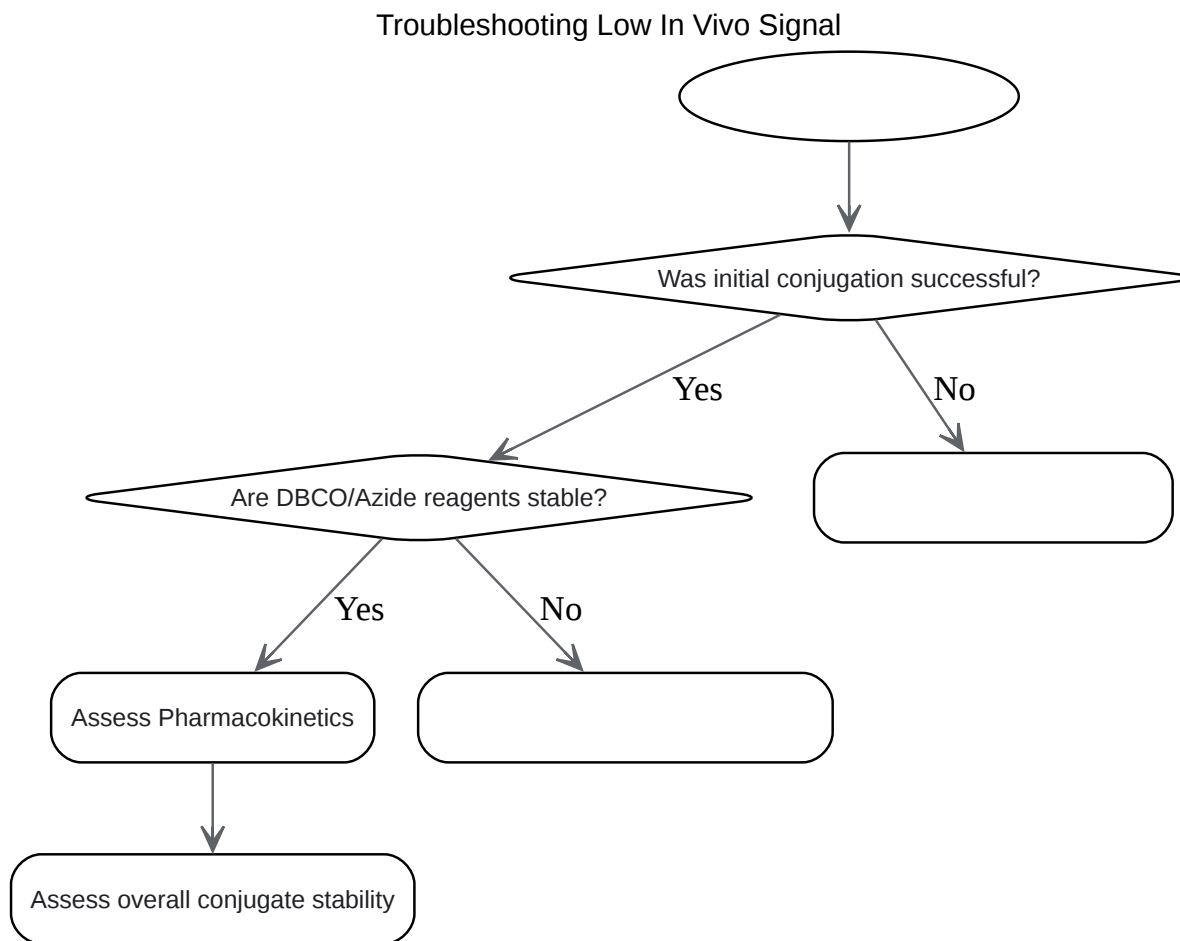 Troubleshooting Low In Vivo Signal
Was initial conjugation successful?
Yes
No
Are DBCO/Azide reagents stable?
Yes
No
Assess Pharmacokinetics
Assess overall conjugate stability